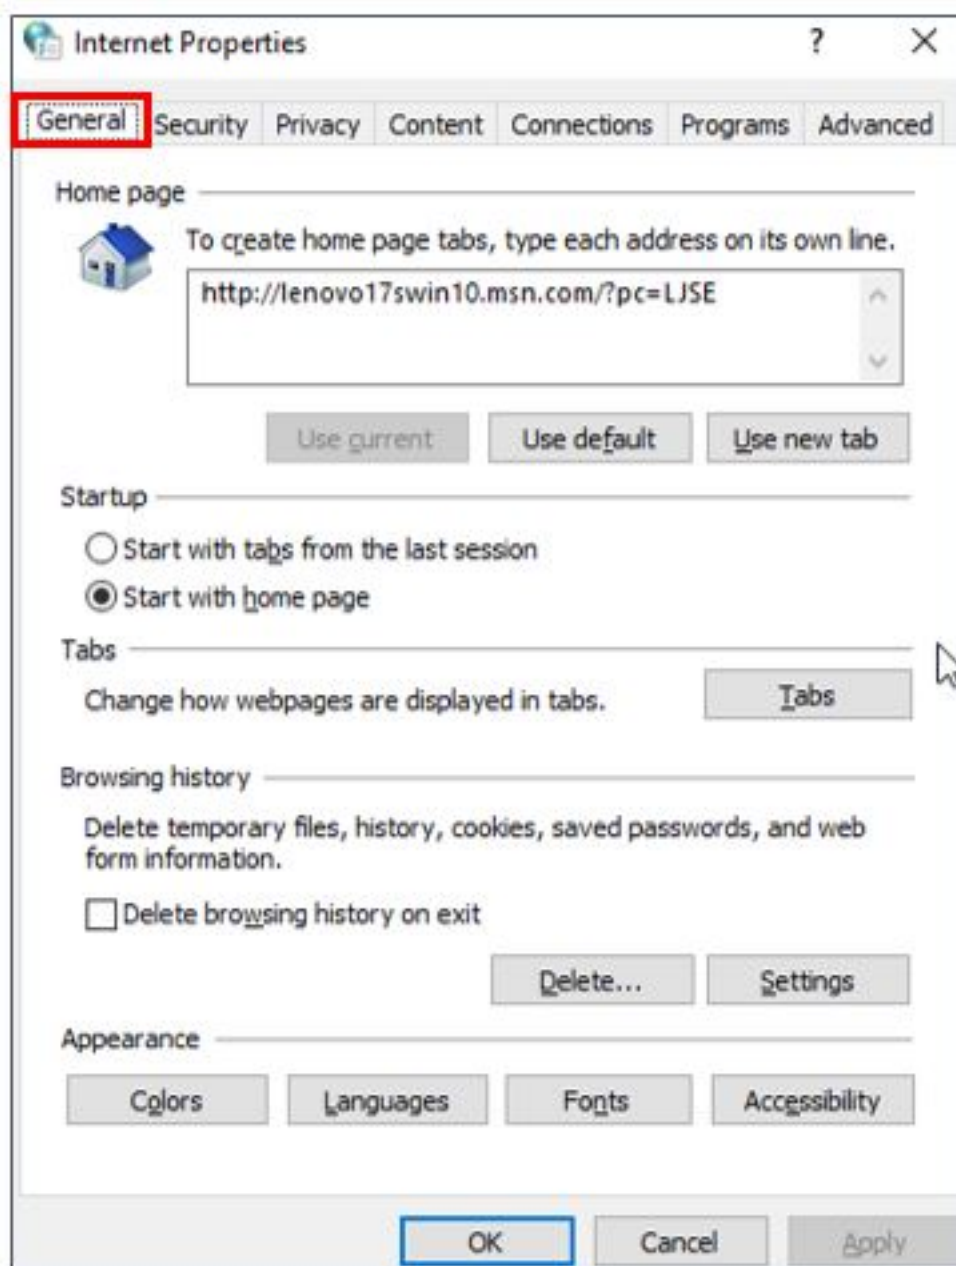 Internet Properties ?
General Security Privacy Content Connections Programs Advanced
Home page
To create home page tabs, type each address on its own line.
http://lenovo17swin10.msn.com/?pc=LJSE
Use current Use default Use new tab
Startup
Start with tabs from the last session
Start with home page
Tabs
Change how webpages are displayed in tabs. Tabs
Browsing history
Delete temporary files, history, cookies, saved passwords, and web
form information.
Delete browsing history on exit
Delete... Settings
Appearance
Colors Languages Fonts Accessibility
OK Cancel Apply